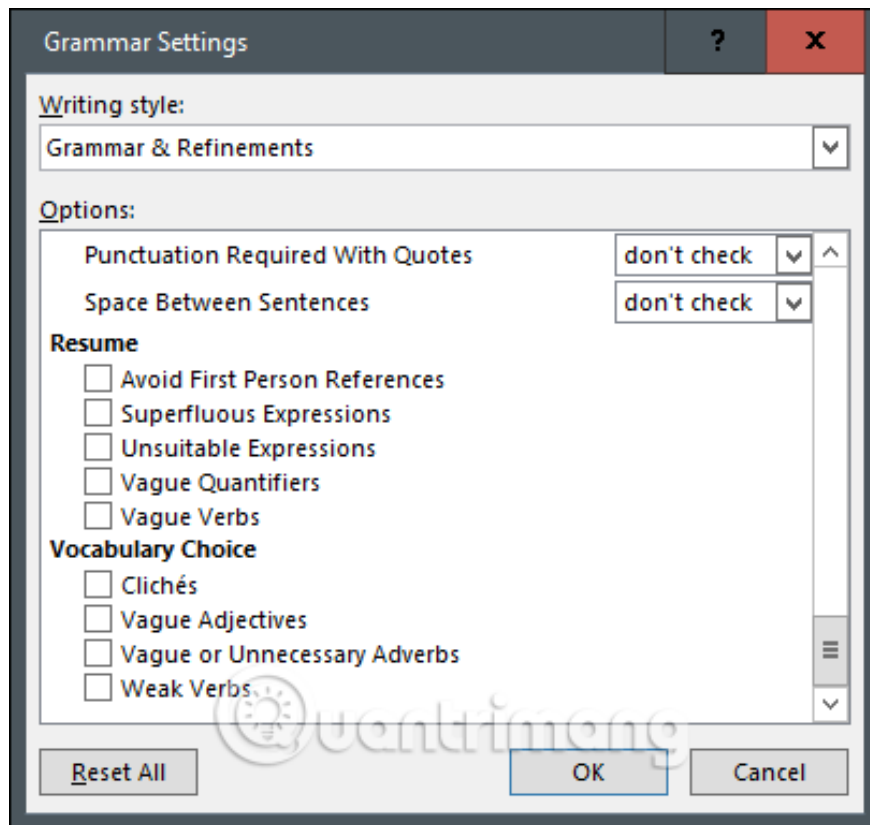 Grammar Settings ? x
Writing style:
Grammar & Refinements
Options:
Punctuation Required With Quotes don't check
Space Between Sentences don't check
Resume
Avoid First Person References
Superfluous Expressions
Unsuitable Expressions
Vague Quantifiers
Vague Verbs
Vocabulary Choice
Clichés
Vague Adjectives
Vague or Unnecessary Adverbs
Weak Verbs
Quantrimang
Reset All OK Cancel